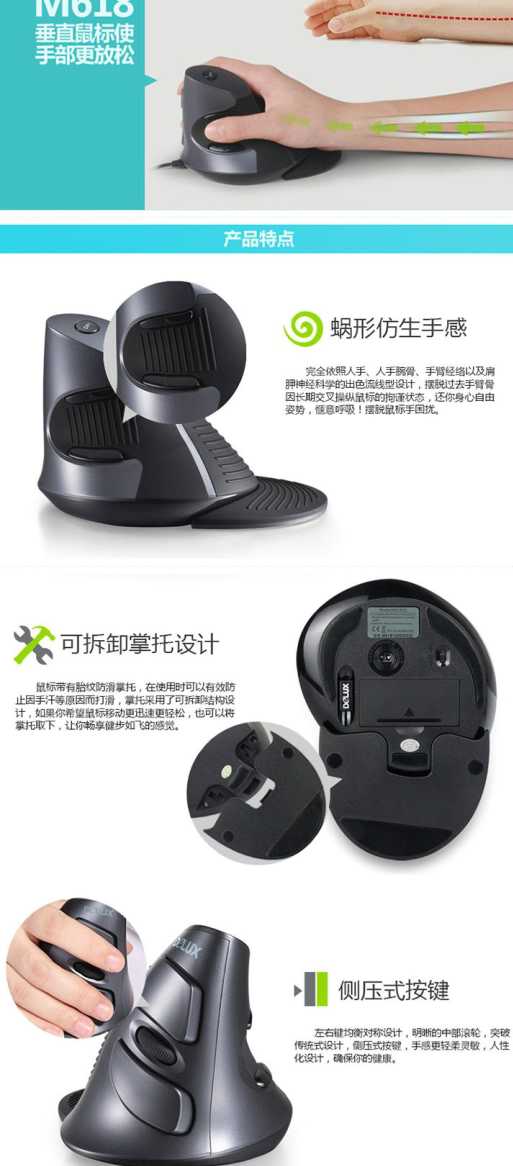 M618
垂直鼠标使
手部更放松
产品特点
蜗形仿生手感
完全依照人手、人手腕骨、手臂经络以及肩
胛神经科学的出色流线型设计，摆脱过去手臂骨
因长期交叉操纵鼠标的拘谨状态，还你身心自由
姿势，惬意呼吸！摆脱鼠标手困扰。
可拆卸掌托设计
鼠标带有胎纹防滑掌托，在使用时可以有效防
止因手汗等原因而打滑，掌托采用了可拆卸结构设
计，如果你希望鼠标移动更迅速更轻松，也可以将
掌托取下，让你畅享健步如飞的感觉。
DELUX
DELUX
DELUX
侧压式按键
左右键均衡对称设计，明晰的中部滚轮，突破
传统式设计，侧压式按键，手感更轻柔灵敏，人性
化设计，确保你的健康。